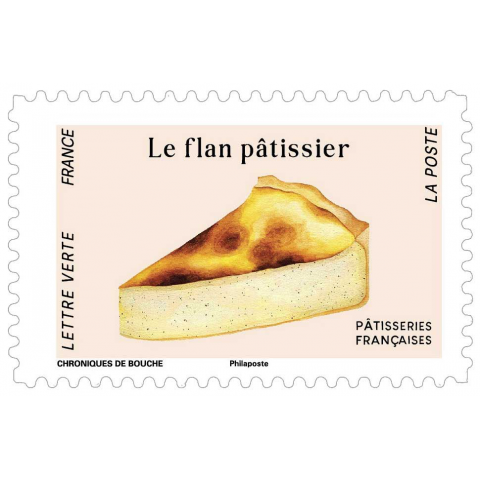 Le flan pâtissier
FRANCE
LETTRE VERTE
LA POSTE
PÂTISSERIES
FRANÇAISES
CHRONIQUES DE BOUCHE
Philaposte